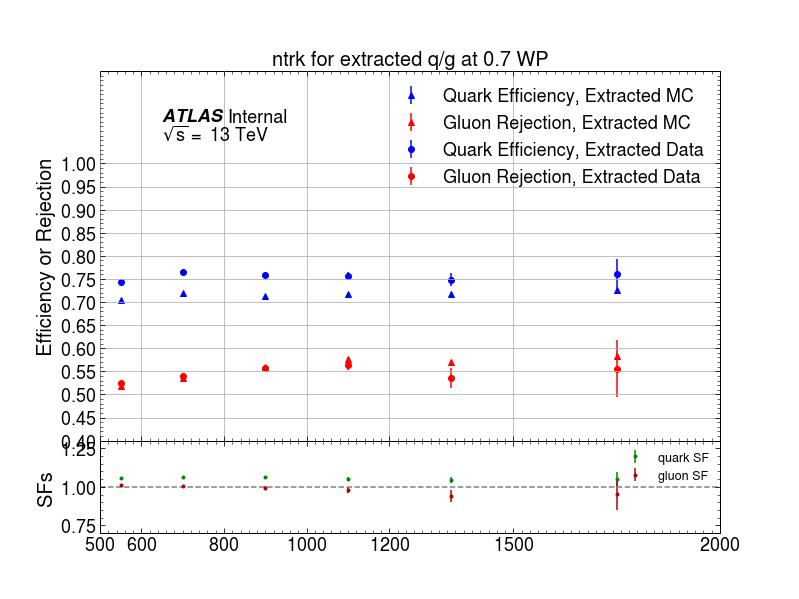 ntrk for extracted q/g at 0.7 WP
ATLAS Internal
√s = 13 TeV
Quark Efficiency, Extracted MC
Gluon Rejection, Extracted MC
Quark Efficiency, Extracted Data
Gluon Rejection, Extracted Data
Efficiency or Rejection
1.00
0.95
0.90
0.85
0.80
0.75
0.70
0.65
0.60
0.55
0.50
0.45
0.40
SFs
1.25
1.00
0.75
quark SF
gluon SF
500 600 800 1000 1200 1500 2000